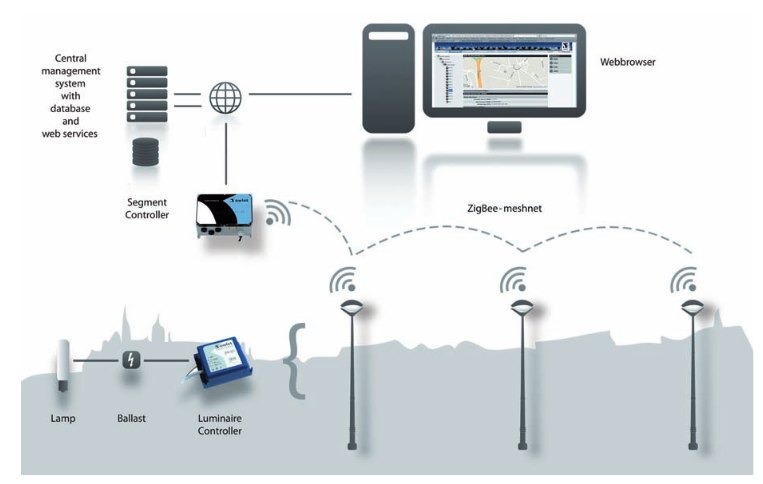 Central
management
system
with
database
and
web services
Webbrowser
Segment
Controller
ZigBee-meshnet
Lamp
Ballast
Luminaire
Controller